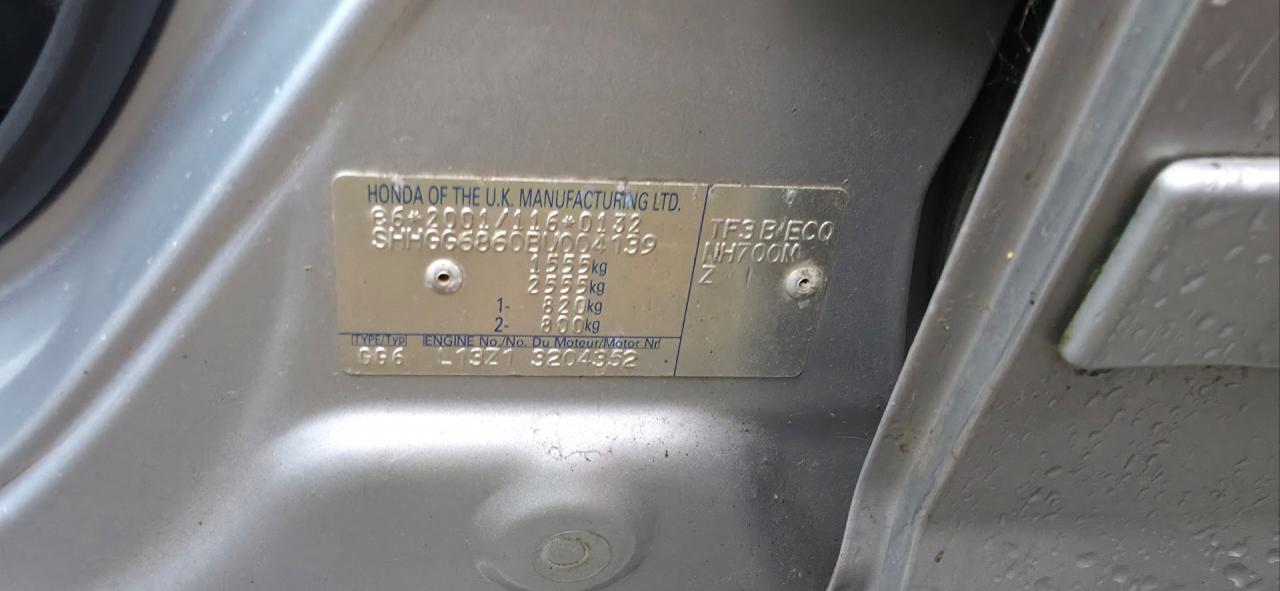 HONDA OF THE U.K. MANUFACTURING LTD.
B6*2001/116*0132
SHHGG6860BU004139
1555kg
2555kg
1- 820kg
2- 800kg
TYPE/Typ ENGINE No./No. Du Moteur/Motor Nr
GG6 L13Z1 3204352
TF3 B/ECO
NH700M
Z